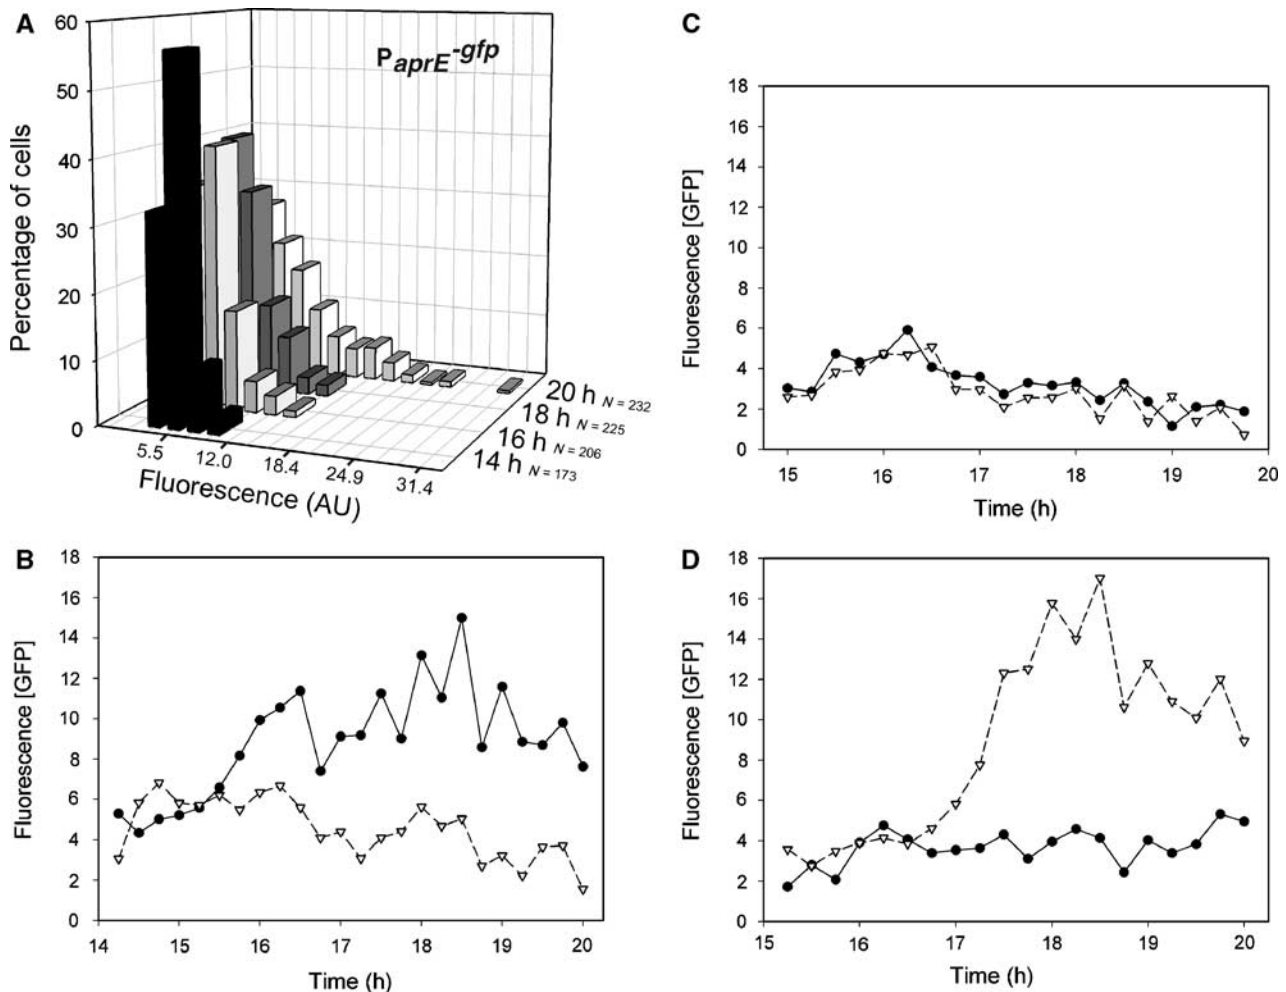 A
P aprE -gfp
60
50
40
30
20
10
0
Percentage of cells
5.5
12.0
18.4
24.9
31.4
Fluorescence (AU)
20 h N = 232
18 h N = 225
16 h N = 206
14 h N = 173
C
18
16
14
12
10
8
6
4
2
0
Fluorescence [GFP]
15 16 17 18 19 20
Time (h)
B
18
16
14
12
10
8
6
4
2
0
Fluorescence [GFP]
14 15 16 17 18 19 20
Time (h)
D
18
16
14
12
10
8
6
4
2
0
Fluorescence [GFP]
15 16 17 18 19 20
Time (h)